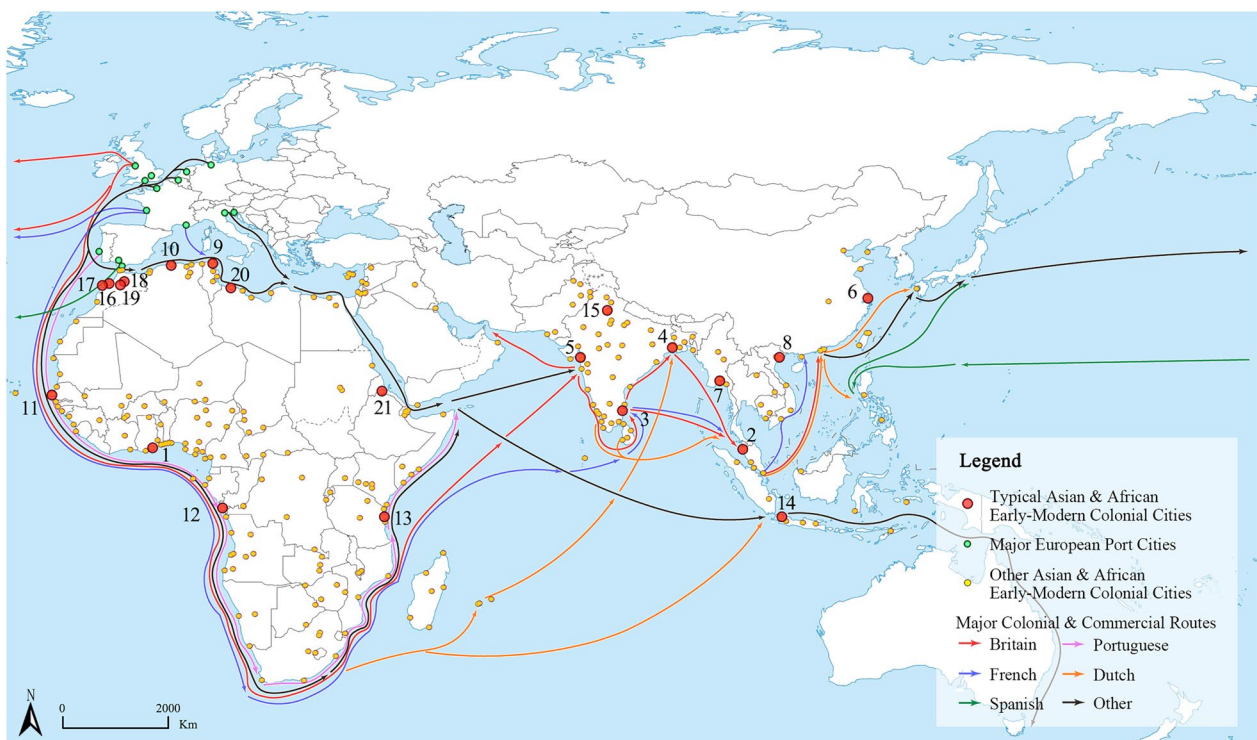 10
9
17
18
16
19
20
15
6
4
5
8
7
11
21
3
2
1
12
13
14
Legend
Typical Asian & African
Early-Modern Colonial Cities
Major European Port Cities
Other Asian & African
Early-Modern Colonial Cities
Major Colonial & Commercial Routes
Britain
Portuguese
French
Dutch
Spanish
Other
N
0
2000
Km